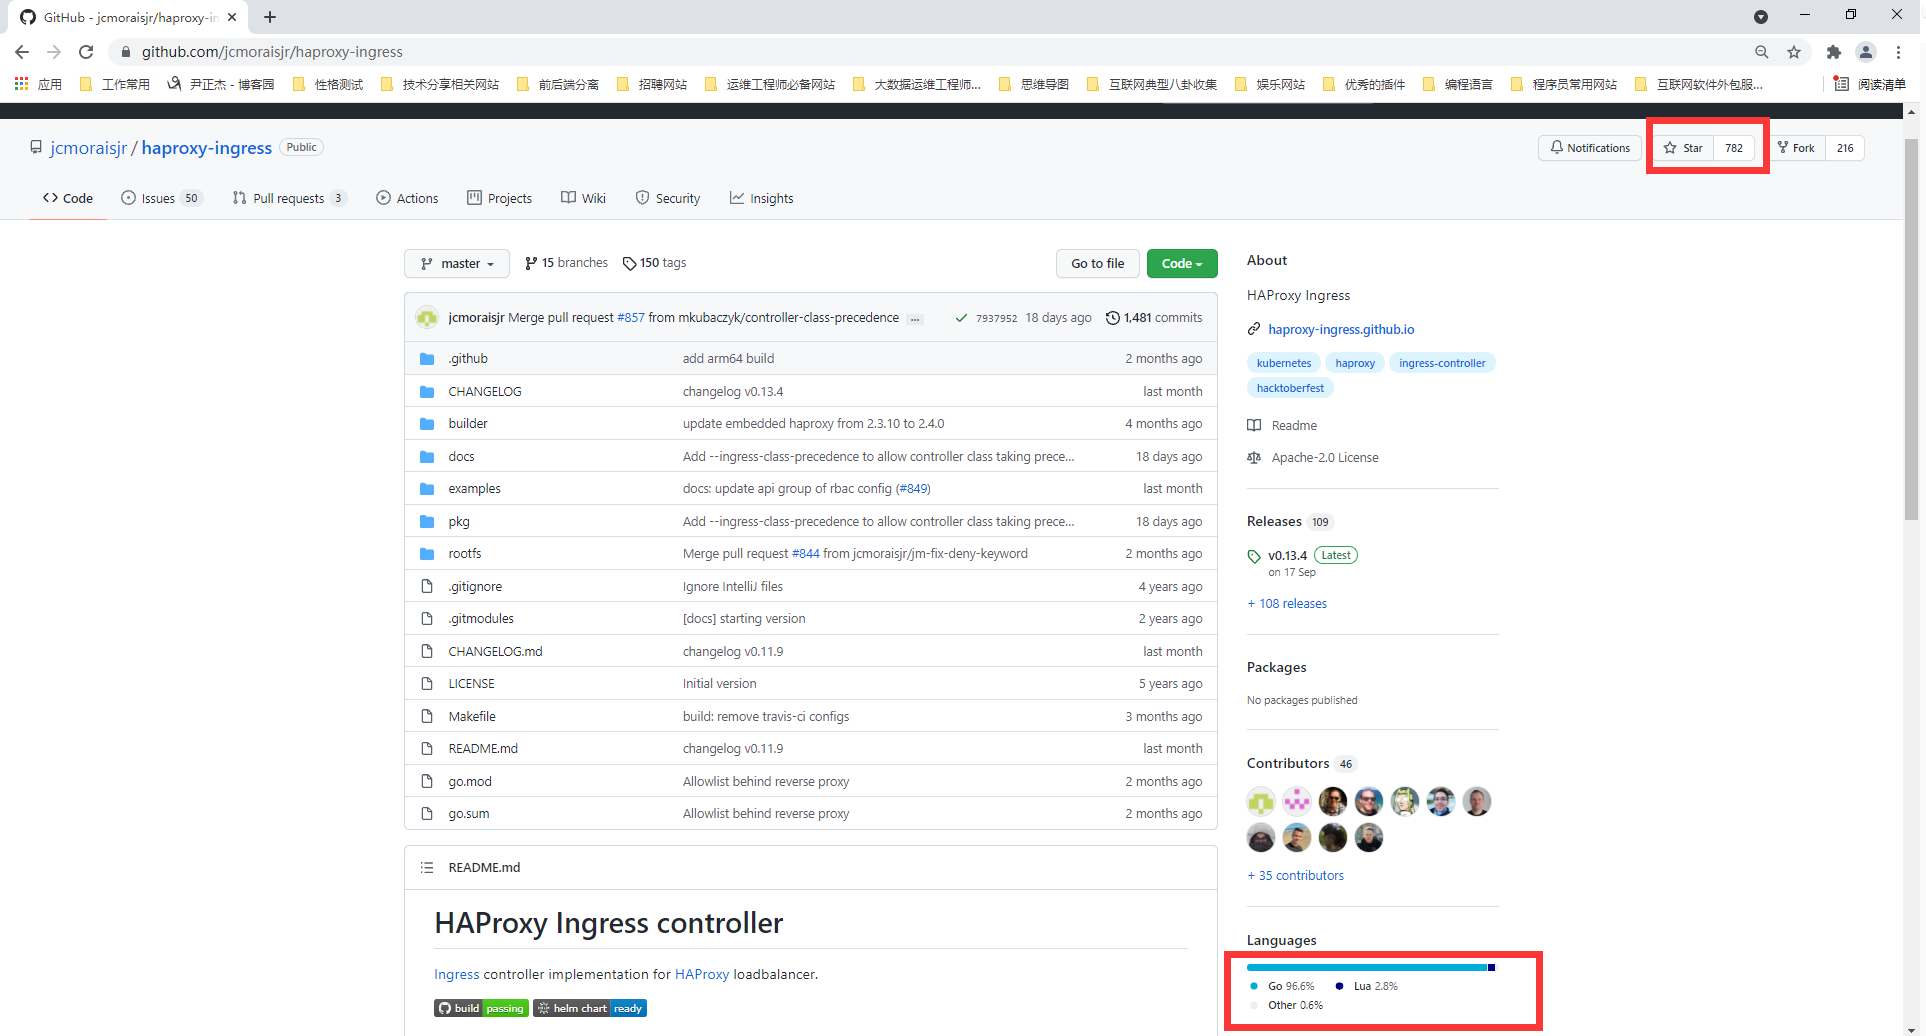 GitHub - jcmoraisjr/haproxy-in
github.com/jcmoraisjr/haproxy-ingress
应用 工作常用 尹正杰 - 博客园 性格测试 技术分享相关网站 前后端分离 招聘网站 运维工程师必备网站 大数据运维工程师... 思维导图 互联网典型八卦收集 娱乐网站 优秀的插件 编程语言 程序员常用网站 互联网软件外包服... 阅读清单
jcmoraisjr / haproxy-ingress Public
Notifications Star 782 Fork 216
Code Issues 50 Pull requests 3 Actions Projects Wiki Security Insights
master 15 branches 150 tags Go to file Code
jcmoraisjr Merge pull request #857 from mkubaczyk/controller-class-precedence ... 7937952 18 days ago 1,481 commits
.github add arm64 build 2 months ago
CHANGELOG changelog v0.13.4 last month
builder update embedded haproxy from 2.3.10 to 2.4.0 4 months ago
docs Add --ingress-class-precedence to allow controller class taking prece... 18 days ago
examples docs: update api group of rbac config (#849) last month
pkg Add --ingress-class-precedence to allow controller class taking prece... 18 days ago
rootfs Merge pull request #844 from jcmoraisjr/jm-fix-deny-keyword 2 months ago
.gitignore Ignore IntelliJ files 4 years ago
.gitmodules [docs] starting version 2 years ago
CHANGELOG.md changelog v0.11.9 last month
LICENSE Initial version 5 years ago
Makefile build: remove travis-ci configs 3 months ago
README.md changelog v0.11.9 last month
go.mod Allowlist behind reverse proxy 2 months ago
go.sum Allowlist behind reverse proxy 2 months ago
README.md
HAProxy Ingress controller
Ingress controller implementation for HAProxy loadbalancer.
build passing helm chart ready
About
HAProxy Ingress
haproxy-ingress.github.io
kubernetes haproxy ingress-controller
hacktoberfest
Readme
Apache-2.0 License
Releases 109
v0.13.4 Latest
on 17 Sep
+ 108 releases
Packages
No packages published
Contributors 46
+ 35 contributors
Languages
Go 96.6% Lua 2.8%
Other 0.6%